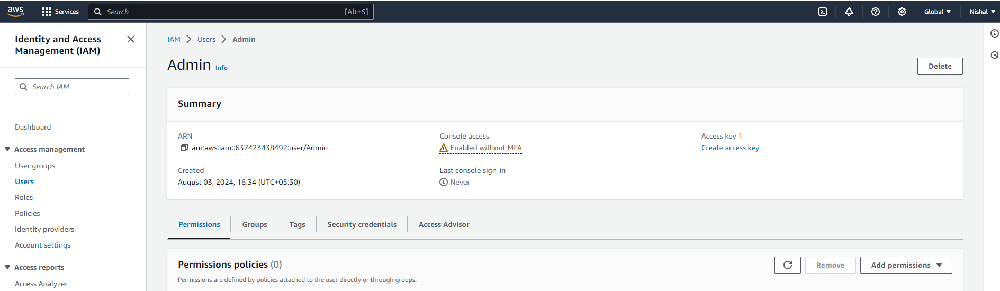 aws
Services
Search
[Alt+S]
Global
Nishal
Identity and Access
Management (IAM)
Search IAM
Dashboard
Access management
User groups
Users
Roles
Policies
Identity providers
Account settings
Access reports
Access Analyzer
IAM > Users > Admin
Admin Info
Delete
Summary
ARN
arn:aws:iam::637423438492:user/Admin
Created
August 03, 2024, 16:34 (UTC+05:30)
Console access
Enabled without MFA
Last console sign-in
Never
Access key 1
Create access key
Permissions
Groups
Tags
Security credentials
Access Advisor
Permissions policies (0)
Permissions are defined by policies attached to the user directly or through groups.
Remove
Add permissions